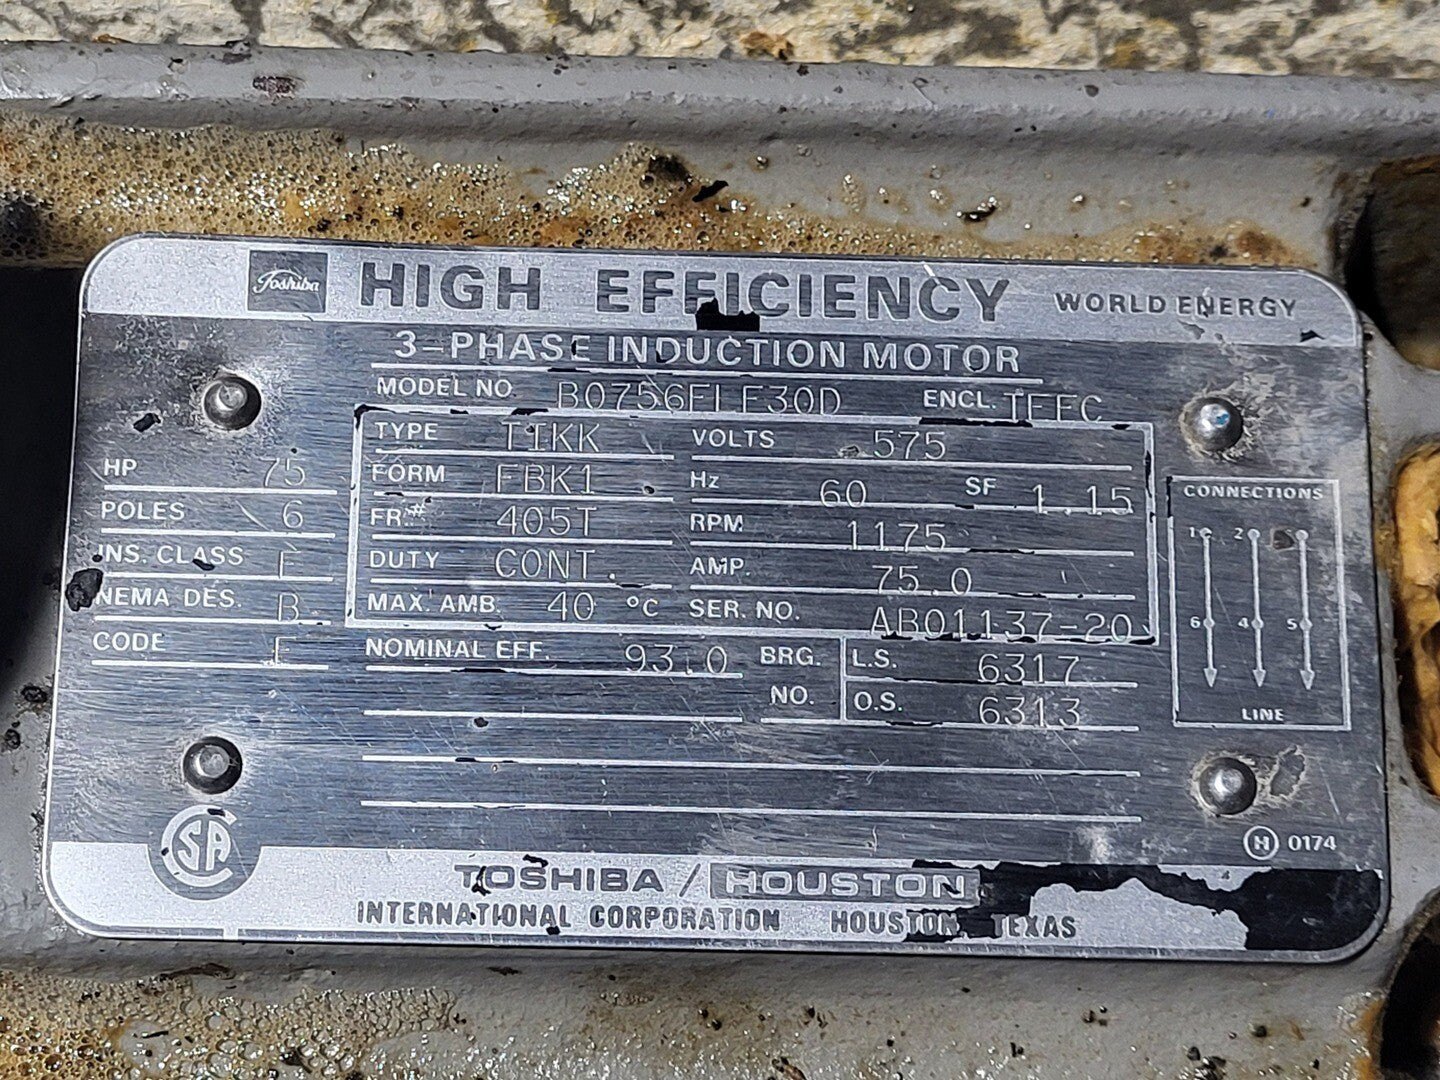 Toshiba HIGH EFFICIENCY WORLD ENERGY
3-PHASE INDUCTION MOTOR
MODEL NO. B0756FLF30D ENCL. TEFC
TYPE TIKK VOLTS 575
HP 75 FORM FBK1 Hz 60 SF 1.15
POLES 6 FR.# 405T RPM 1175
INS. CLASS F DUTY CONT. AMP. 75.0
NEMA DES. B MAX. AMB. 40 °C SER. NO. AB01137-20
CODE NOMINAL EFF. 93.0 BRG. NO. L.S. 6317
O.S. 6313
CONNECTIONS
1 2
6 4 5
LINE
CSA
H 0174
TOSHIBA / HOUSTON
INTERNATIONAL CORPORATION HOUSTON, TEXAS